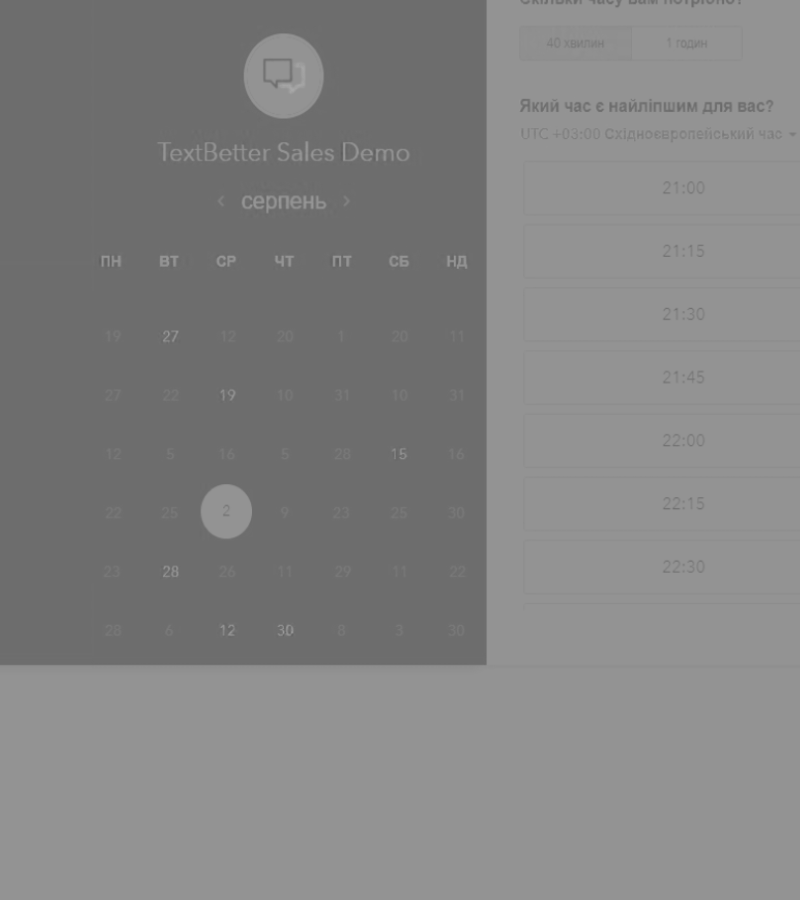 TextBetter Sales Demo
‹ серпень ›
ПН ВТ СР ЧТ ПТ СБ НД
19 27 12 20 1 20 11
27 22 19 10 31 10 31
12 5 16 5 28 15 16
22 25 2 9 23 25 30
23 28 26 11 29 11 22
28 6 12 30 8 3 30
Скільки часу вам потрібно?
40 хвилин 1 годин
Який час є найліпшим для вас?
UTC +03:00 Східноєвропейський час
21:00
21:15
21:30
21:45
22:00
22:15
22:30